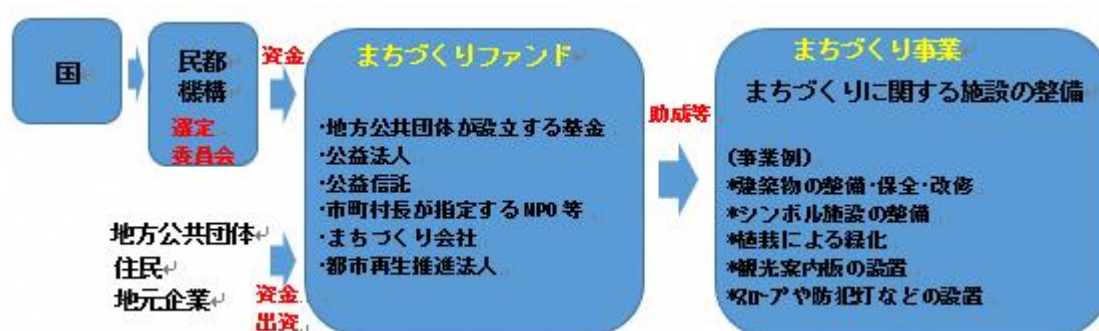 国
民都
機構
選定
委員会
資金
まちづくりファンド
・地方公共団体が設立する基金
・公益法人
・公益信託
・市町村長が指定するNPO等
・まちづくり会社
・都市再生推進法人
地方公共団体
住民
地元企業
資金
出資
助成等
まちづくり事業
まちづくりに関する施設の整備
(事業例)
*建築物の整備・保全・改修
*シンボル施設の整備
*植栽による緑化
*観光案内版の設置
*スロープや防犯灯などの設置